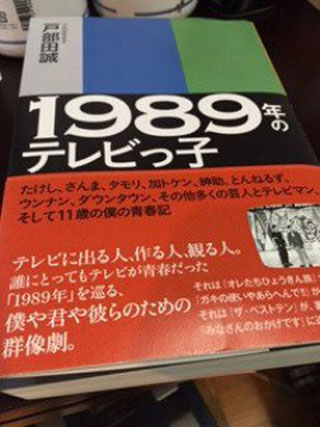 戸部田誠
1989年の
テレビっ子
たけし、さんま、タモリ、加トケン、紳助、とんねるず、
ウンナン、ダウンタウン、その他多くの芸人とテレビマン、
そして11歳の僕の青春記
テレビに出る人、作る人、観る人。
誰にとってもテレビが青春だった
「1989年」を巡る、
僕や君や彼らのための
群像劇。
それは『オレたちひょうきん族』
『ガキの使いやあらへんで!!』が
それは『ザ・ベストテン』が
『みなさんのおかげです』に